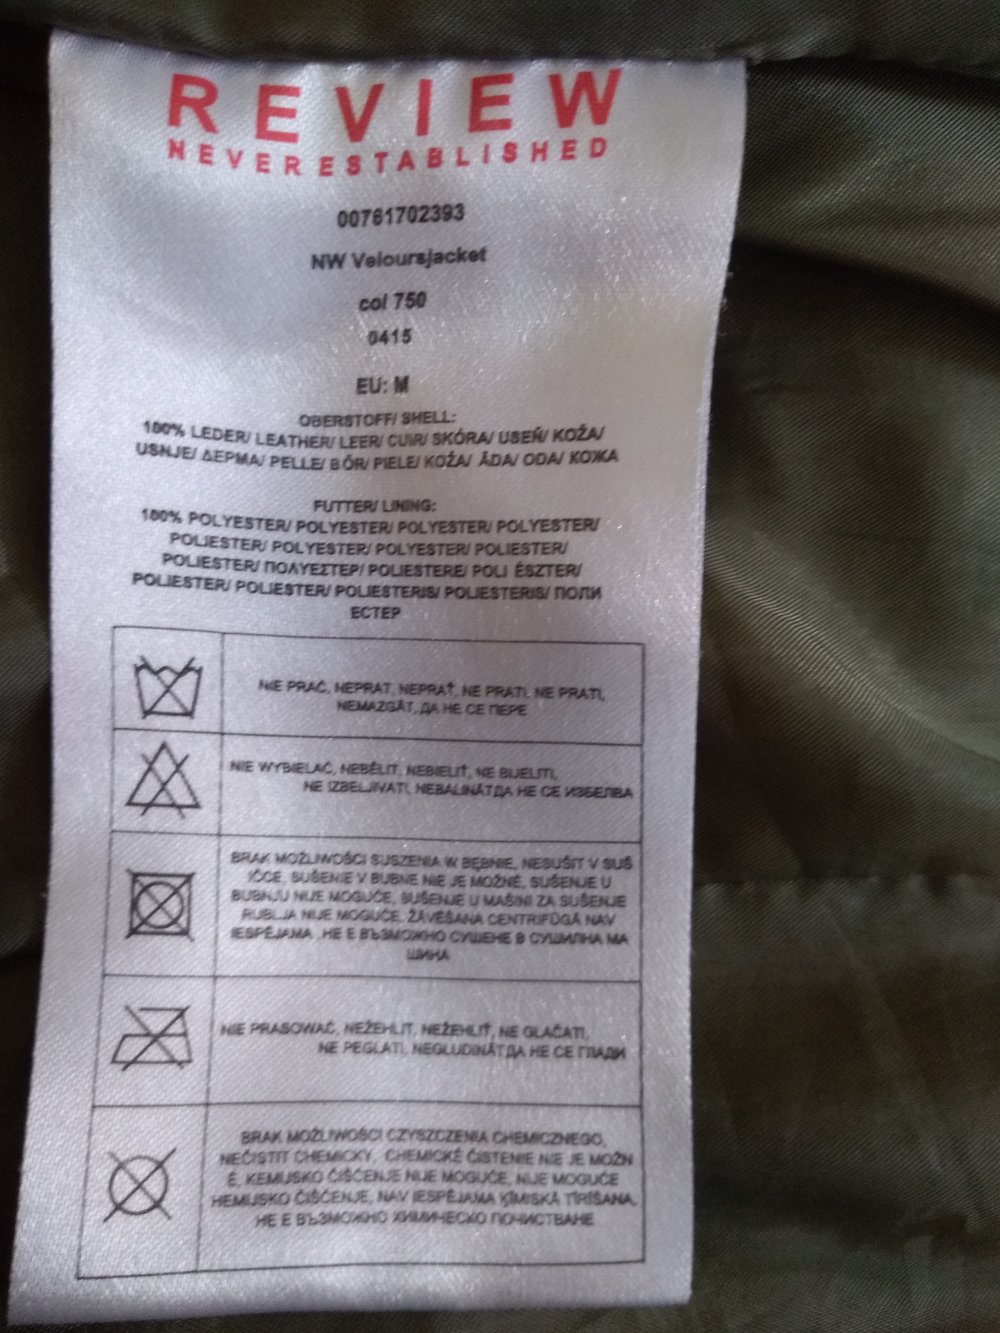 REVIEW
NEVER ESTABLISHED
00761702393
NW Veloursjacket
col 750
0415
EU: M
OBERSTOFF/ SHELL:
100% LEDER/ LEATHER/ LEER/ CUIR/ SKÓRA/ USEŇ/ KOŽA/
USNJE/ ΔΕΡΜΑ/ PELLE/ BŐR/ PIELE/ KOŽA/ ĀDA/ ODA/ КОЖА
FUTTER/ LINING:
100% POLYESTER/ POLYESTER/ POLYESTER/ POLYESTER/
POLIESTER/ POLYESTER/ POLYESTER/ POLIESTER/
POLIESTER/ ΠΟΛΥΕΣΤΕΡ/ POLIESTERE/ POLI ÉSZTER/
POLIESTER/ POLIESTER/ POLIESTERIS/ POLIESTERIS/ ПОЛИ
ЕСТЕР
NIE PRAĆ, NEPRAT, NEPRAŤ, NE PRATI, NE PRATI,
NEMAZGĀT, ДА НЕ СЕ ПЕРЕ
NIE WYBIELAĆ, NEBĚLIT, NEBIELIŤ, NE BIJELITI,
NE IZBELJIVATI, NEBALINĀTДА НЕ СЕ ИЗБЕЛВА
BRAK MOŻLIWOŚCI SUSZENIA W BĘBNIE, NESUŠIT V SUŠ
IČCE, SUŠENIE V BUBNE NIE JE MOŽNÉ, SUŠENJE U
BUBNJU NIJE MOGUĆE, SUŠENJE U MAŠINI ZA SUŠENJE
RUBLJA NIJE MOGUĆE, ŽĀVĒŠANA CENTRIFŪGĀ NAV
IESPĒJAMA ,НЕ Е ВЪЗМОЖНО СУШЕНЕ В СУШИЛНА МА
ШИНА
NIE PRASOWAĆ, NEŽEHLIT, NEŽEHLIŤ, NE GLAČATI,
NE PEGLATI, NEGLUDINĀTДА НЕ СЕ ГЛАДИ
BRAK MOŻLIWOŚCI CZYSZCZENIA CHEMICZNEGO,
NEČISTIT CHEMICKY, CHEMICKÉ ČISTENIE NIE JE MOŽN
É, KEMIJSKO ČIŠĆENJE NIJE MOGUĆE, NIJE MOGUĆE
HEMIJSKO ČIŠĆENJE, NAV IESPĒJAMA ĶĪMISKĀ TĪRĪŠANA,
НЕ Е ВЪЗМОЖНО ХИМИЧЕСКО ПОЧИСТВАНЕ